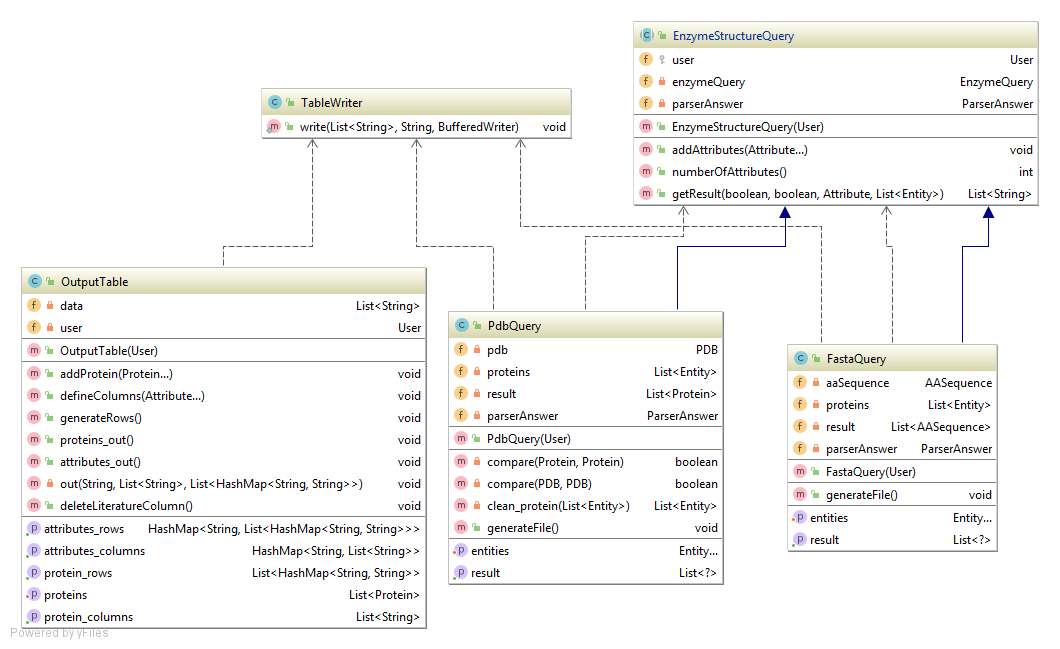 EnzymeStructureQuery
user User
enzymeQuery EnzymeQuery
parserAnswer ParserAnswer
EnzymeStructureQuery(User)
addAttributes(Attribute...) void
numberOfAttributes() int
getResult(boolean, boolean, Attribute, List<Entity>) List<String>
TableWriter
write(List<String>, String, BufferedWriter) void
OutputTable
data List<String>
user User
OutputTable(User)
addProtein(Protein...) void
defineColumns(Attribute...) void
generateRows() void
proteins_out() void
attributes_out() void
out(String, List<String>, List<HashMap<String, String>>) void
deleteLiteratureColumn() void
attributes_rows HashMap<String, List<HashMap<String, String>>>
attributes_columns HashMap<String, List<String>>
protein_rows List<HashMap<String, String>>
proteins List<Protein>
protein_columns List<String>
PdbQuery
pdb PDB
proteins List<Entity>
result List<Protein>
parserAnswer ParserAnswer
PdbQuery(User)
compare(Protein, Protein) boolean
compare(PDB, PDB) boolean
clean_protein(List<Entity>) List<Entity>
generateFile() void
entities Entity...
result List<?>
FastaQuery
aaSequence AASequence
proteins List<Entity>
result List<AASequence>
parserAnswer ParserAnswer
FastaQuery(User)
generateFile() void
entities Entity...
result List<?>
Powered by yFiles